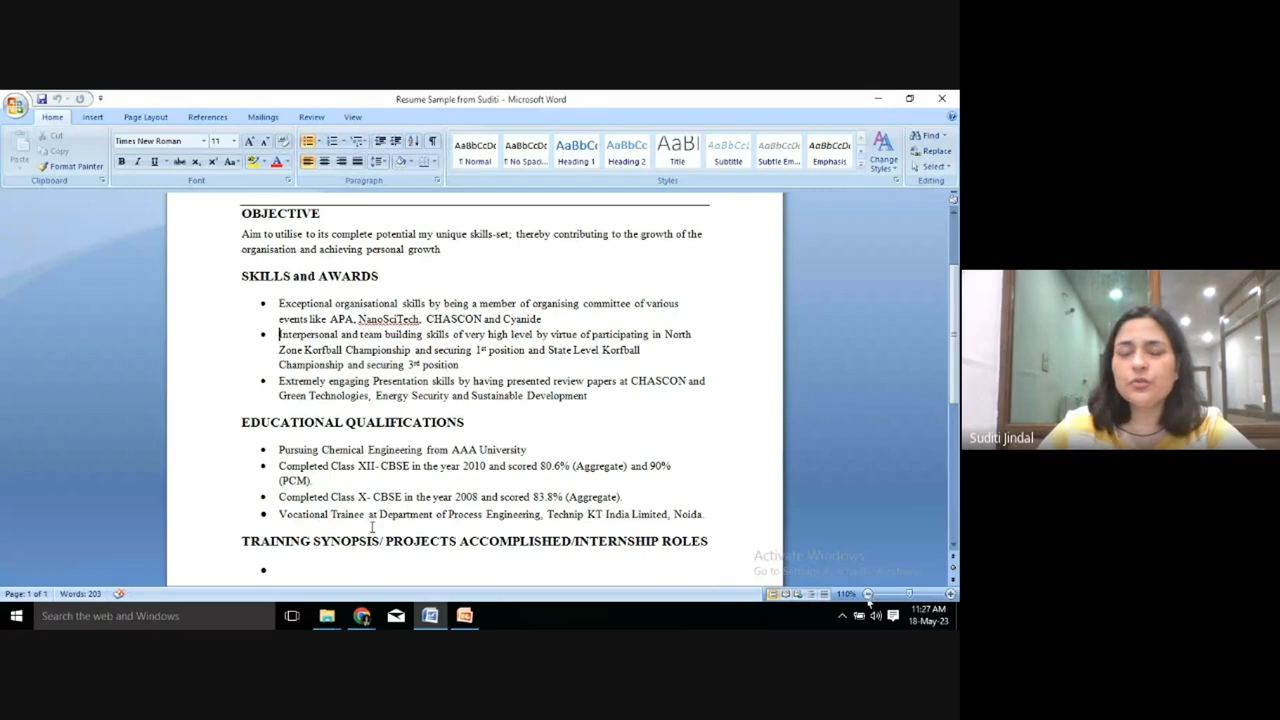 Resume Sample from Suditi - Microsoft Word
Home Insert Page Layout References Mailings Review View
Cut
Copy
Format Painter
Paste
Clipboard
Times New Roman 11
Font
Paragraph
AaBbCcDc AaBbCcDc AaBbCc AaBbCc AaBl AaBbCcDc AaBbCcDc AaBbCcDc
¶ Normal ¶ No Spaci... Heading 1 Heading 2 Title Subtitle Subtle Em... Emphasis
Change Styles
Styles
Find
Replace
Select
Editing
OBJECTIVE
Aim to utilise to its complete potential my unique skills-set; thereby contributing to the growth of the
organisation and achieving personal growth
SKILLS and AWARDS
• Exceptional organisational skills by being a member of organising committee of various
events like APA, NanoSciTech, CHASCON and Cyanide
• Interpersonal and team building skills of very high level by virtue of participating in North
Zone Korfball Championship and securing 1st position and State Level Korfball
Championship and securing 3rd position
• Extremely engaging Presentation skills by having presented review papers at CHASCON and
Green Technologies, Energy Security and Sustainable Development
EDUCATIONAL QUALIFICATIONS
• Pursuing Chemical Engineering from AAA University
• Completed Class XII- CBSE in the year 2010 and scored 80.6% (Aggregate) and 90%
(PCM).
• Completed Class X- CBSE in the year 2008 and scored 83.8% (Aggregate).
• Vocational Trainee at Department of Process Engineering, Technip KT India Limited, Noida.
TRAINING SYNOPSIS/ PROJECTS ACCOMPLISHED/INTERNSHIP ROLES
Activate Windows
Page: 1 of 1 Words: 203
110%
Search the web and Windows
11:27 AM
18-May-23
Suditi Jindal